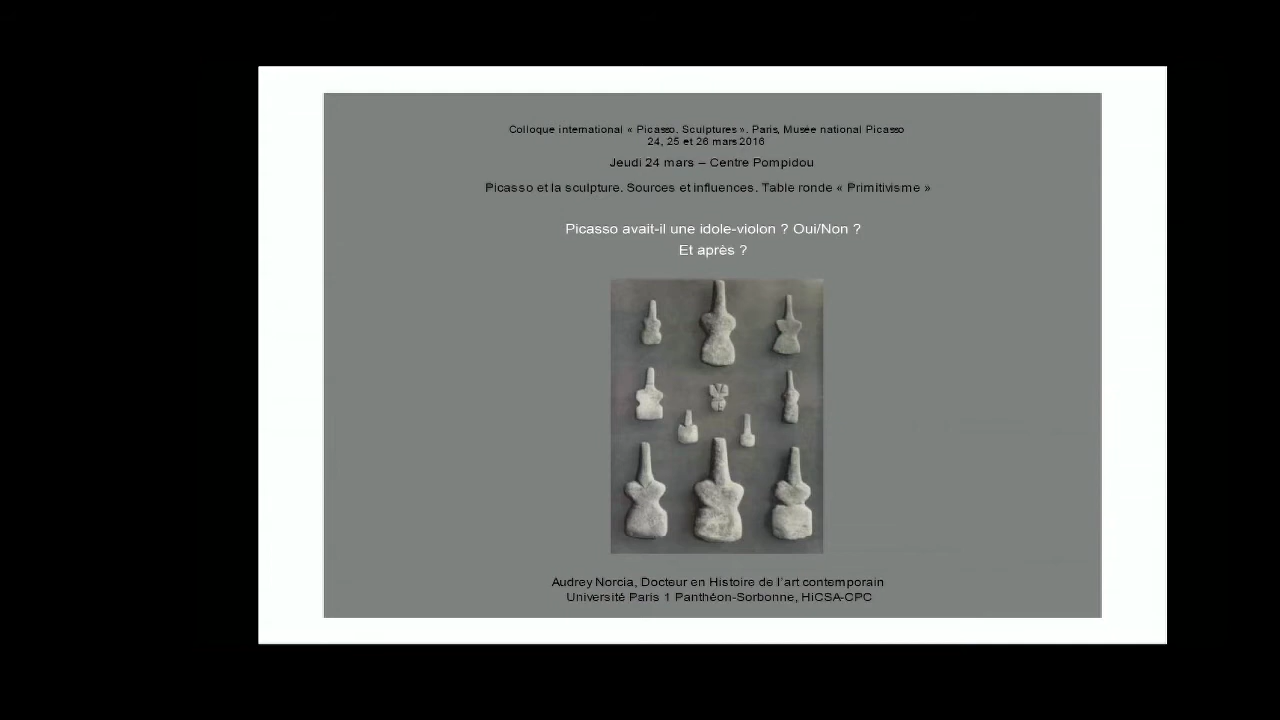 Colloque international « Picasso. Sculptures ». Paris, Musée national Picasso
24, 25 et 26 mars 2016
Jeudi 24 mars – Centre Pompidou
Picasso et la sculpture. Sources et influences. Table ronde « Primitivisme »
Picasso avait-il une idole-violon ? Oui/Non ?
Et après ?
Audrey Norcia, Docteur en Histoire de l'art contemporain
Université Paris 1 Panthéon-Sorbonne, HiCSA-CPC